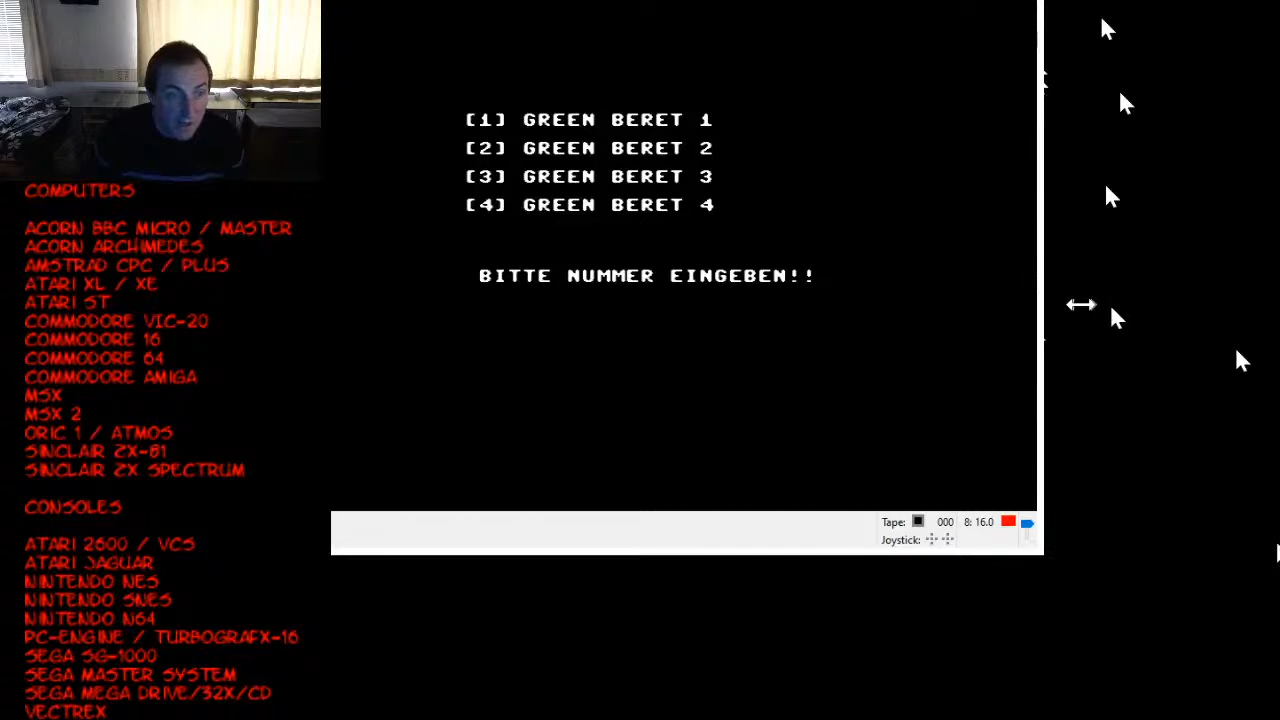 COMPUTERS
ACORN BBC MICRO / MASTER
ACORN ARCHIMEDES
AMSTRAD CPC / PLUS
ATARI XL / XE
ATARI ST
COMMODORE VIC-20
COMMODORE 16
COMMODORE 64
COMMODORE AMIGA
MSX
MSX 2
ORIC 1 / ATMOS
SINCLAIR ZX-81
SINCLAIR ZX SPECTRUM
CONSOLES
ATARI 2600 / VCS
ATARI JAGUAR
NINTENDO NES
NINTENDO SNES
NINTENDO N64
PC-ENGINE / TURBOGRAFX-16
SEGA SG-1000
SEGA MASTER SYSTEM
SEGA MEGA DRIVE/32X/CD
VECTREX
[1] GREEN BERET 1
[2] GREEN BERET 2
[3] GREEN BERET 3
[4] GREEN BERET 4
BITTE NUMMER EINGEBEN!!
Tape: 000 8: 16.0
Joystick: